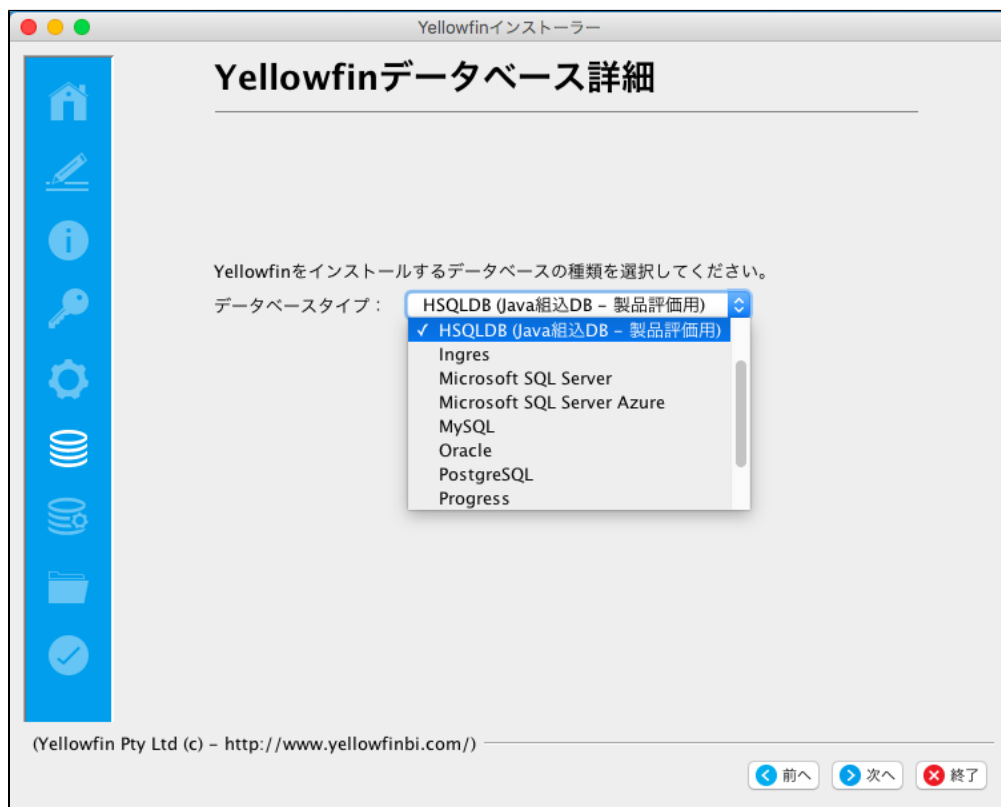 Yellowfinインストーラー
Yellowfinデータベース詳細
Yellowfinをインストールするデータベースの種類を選択してください。
データベースタイプ： HSQLDB (Java組込DB – 製品評価用)
✓ HSQLDB (Java組込DB – 製品評価用)
Ingres
Microsoft SQL Server
Microsoft SQL Server Azure
MySQL
Oracle
PostgreSQL
Progress
(Yellowfin Pty Ltd (c) – http://www.yellowfinbi.com/)
前へ 次へ 終了